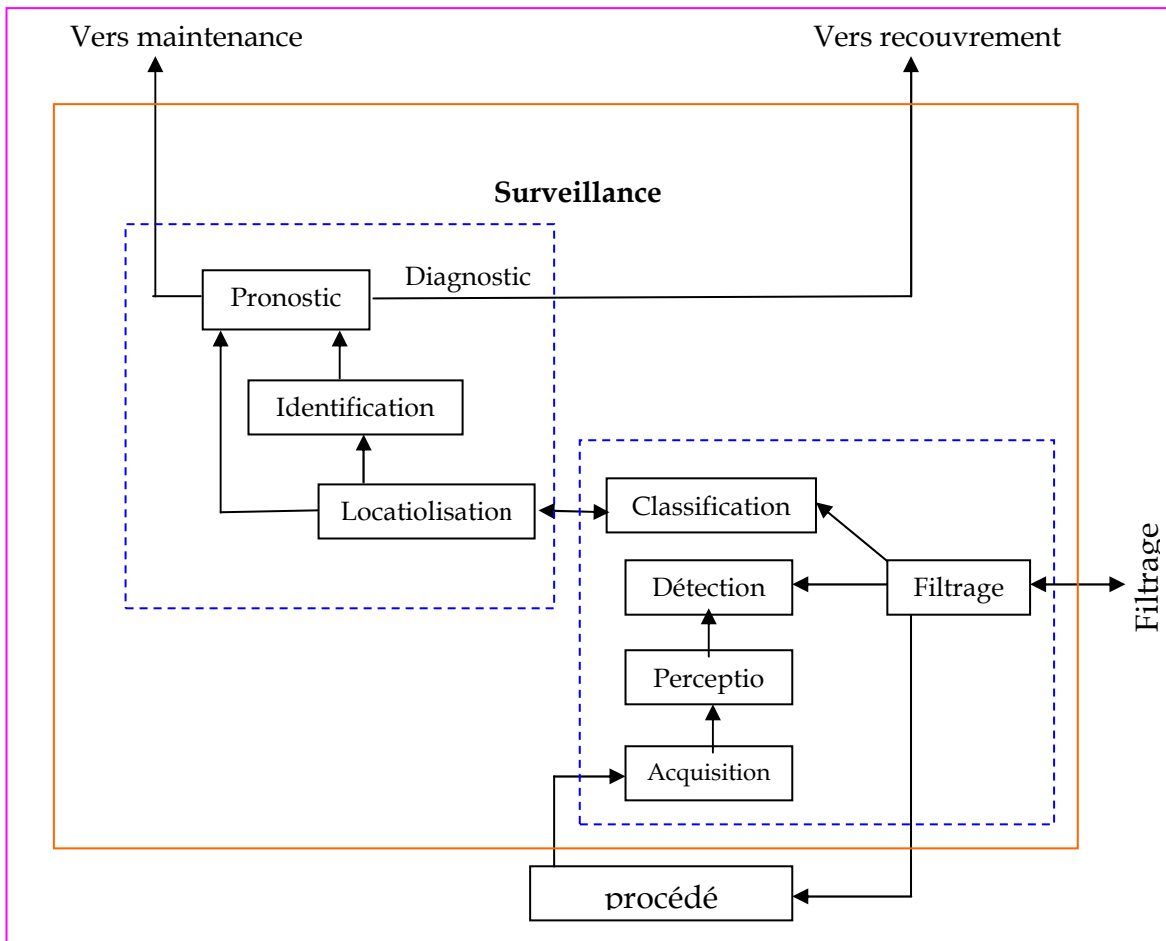 Vers maintenance
Vers recouvrement
Surveillance
Diagnostic
Pronostic
Identification
Locatiolisation
Classification
Détection
Filtrage
Filtrage
Perceptio
Acquisition
procédé